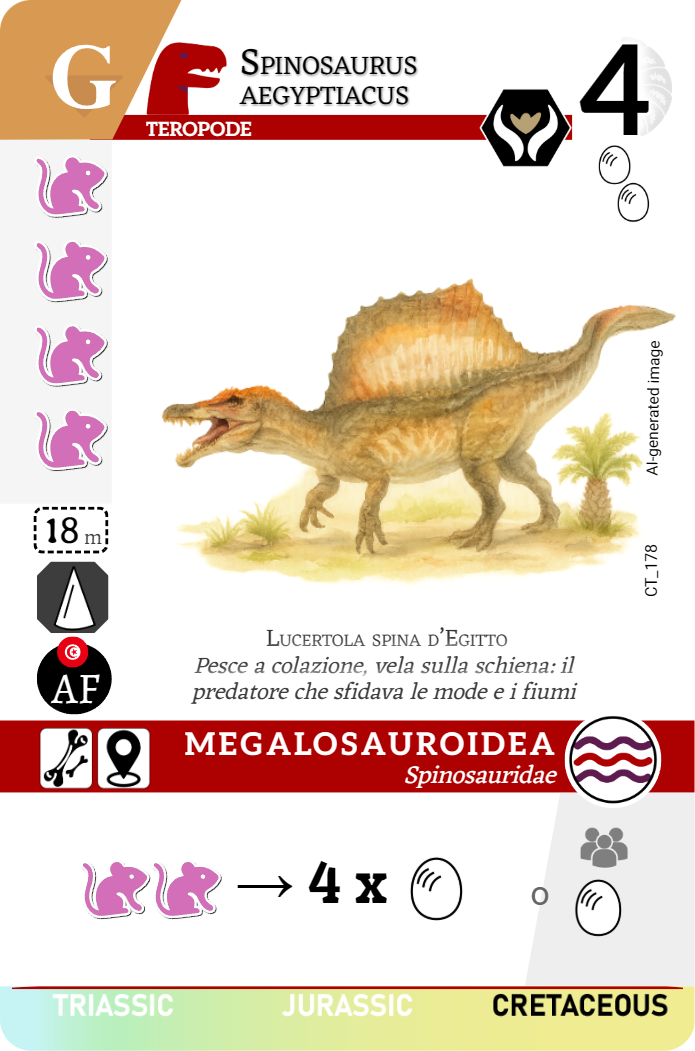 G
SPINOSAURUS
AEGYPTIACUS
4
TEROPODE
AI-generated image
18 m
CT_178
AF
LUCERTOLA SPINA D'EGITTO
Pesce a colazione, vela sulla schiena: il
predatore che sfidava le mode e i fiumi
MEGALOSAUROIDEA
Spinosauridae
→ 4 x
o
TRIASSIC JURASSIC CRETACEOUS